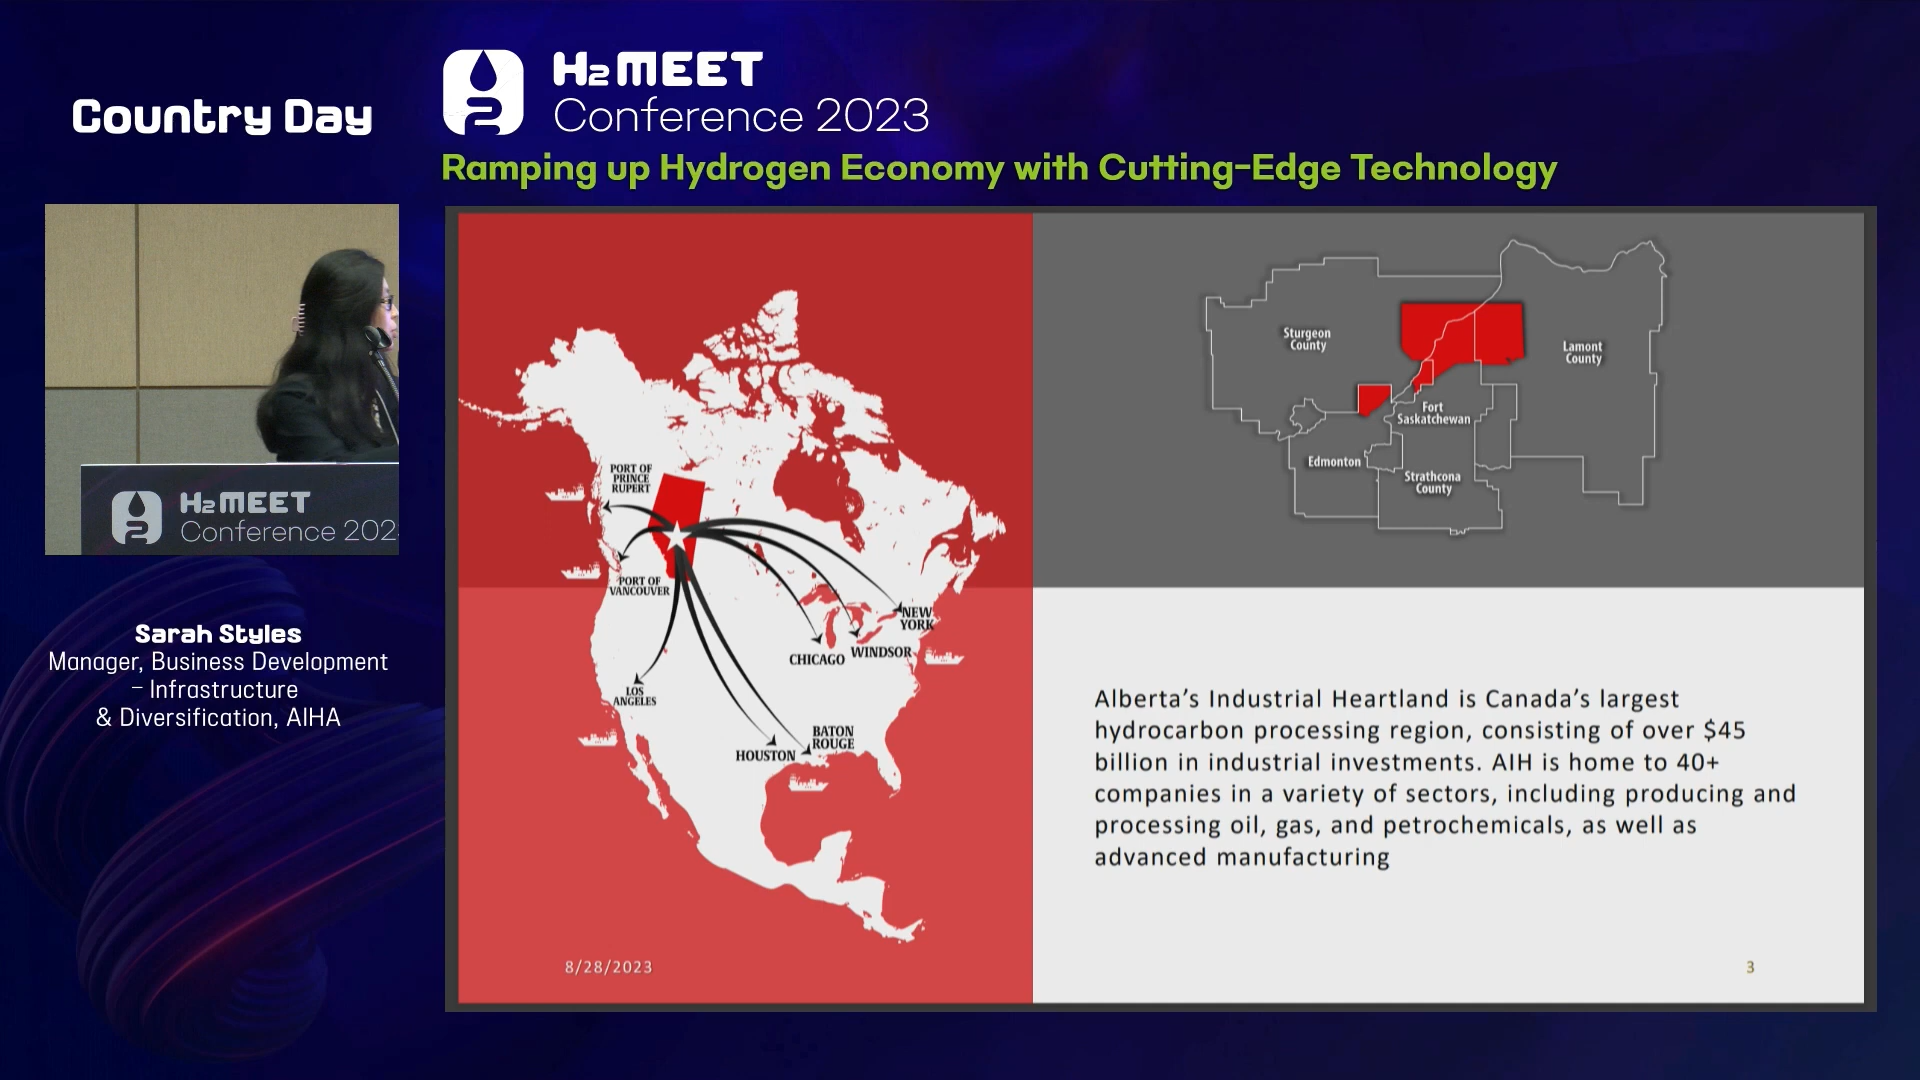 Country Day
H2 MEET
Conference 2023
Ramping up Hydrogen Economy with Cutting-Edge Technology
H2 MEET
Conference 202
Sarah Styles
Manager, Business Development
– Infrastructure
& Diversification, AIHA
PORT OF
PRINCE
RUPERT
PORT OF
VANCOUVER
LOS
ANGELES
HOUSTON
BATON
ROUGE
CHICAGO
WINDSOR
NEW
YORK
8/28/2023
Sturgeon
County
Lamont
County
Fort
Saskatchewan
Edmonton
Strathcona
County
Alberta’s Industrial Heartland is Canada’s largest
hydrocarbon processing region, consisting of over $45
billion in industrial investments. AIH is home to 40+
companies in a variety of sectors, including producing and
processing oil, gas, and petrochemicals, as well as
advanced manufacturing
3